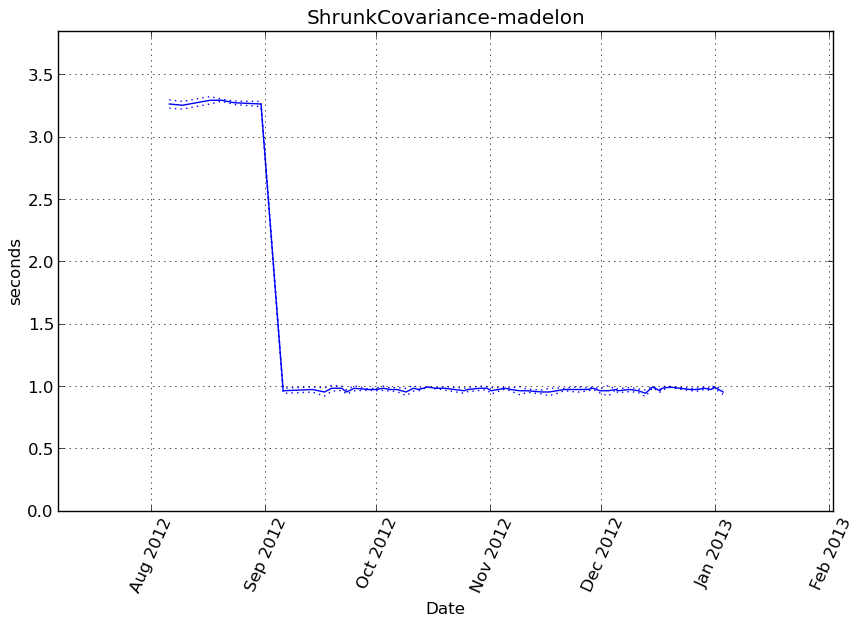 ShrunkCovariance-madelon
3.5
3.0
2.5
2.0
1.5
1.0
0.5
0.0
seconds
Aug 2012
Sep 2012
Oct 2012
Nov 2012
Dec 2012
Jan 2013
Feb 2013
Date